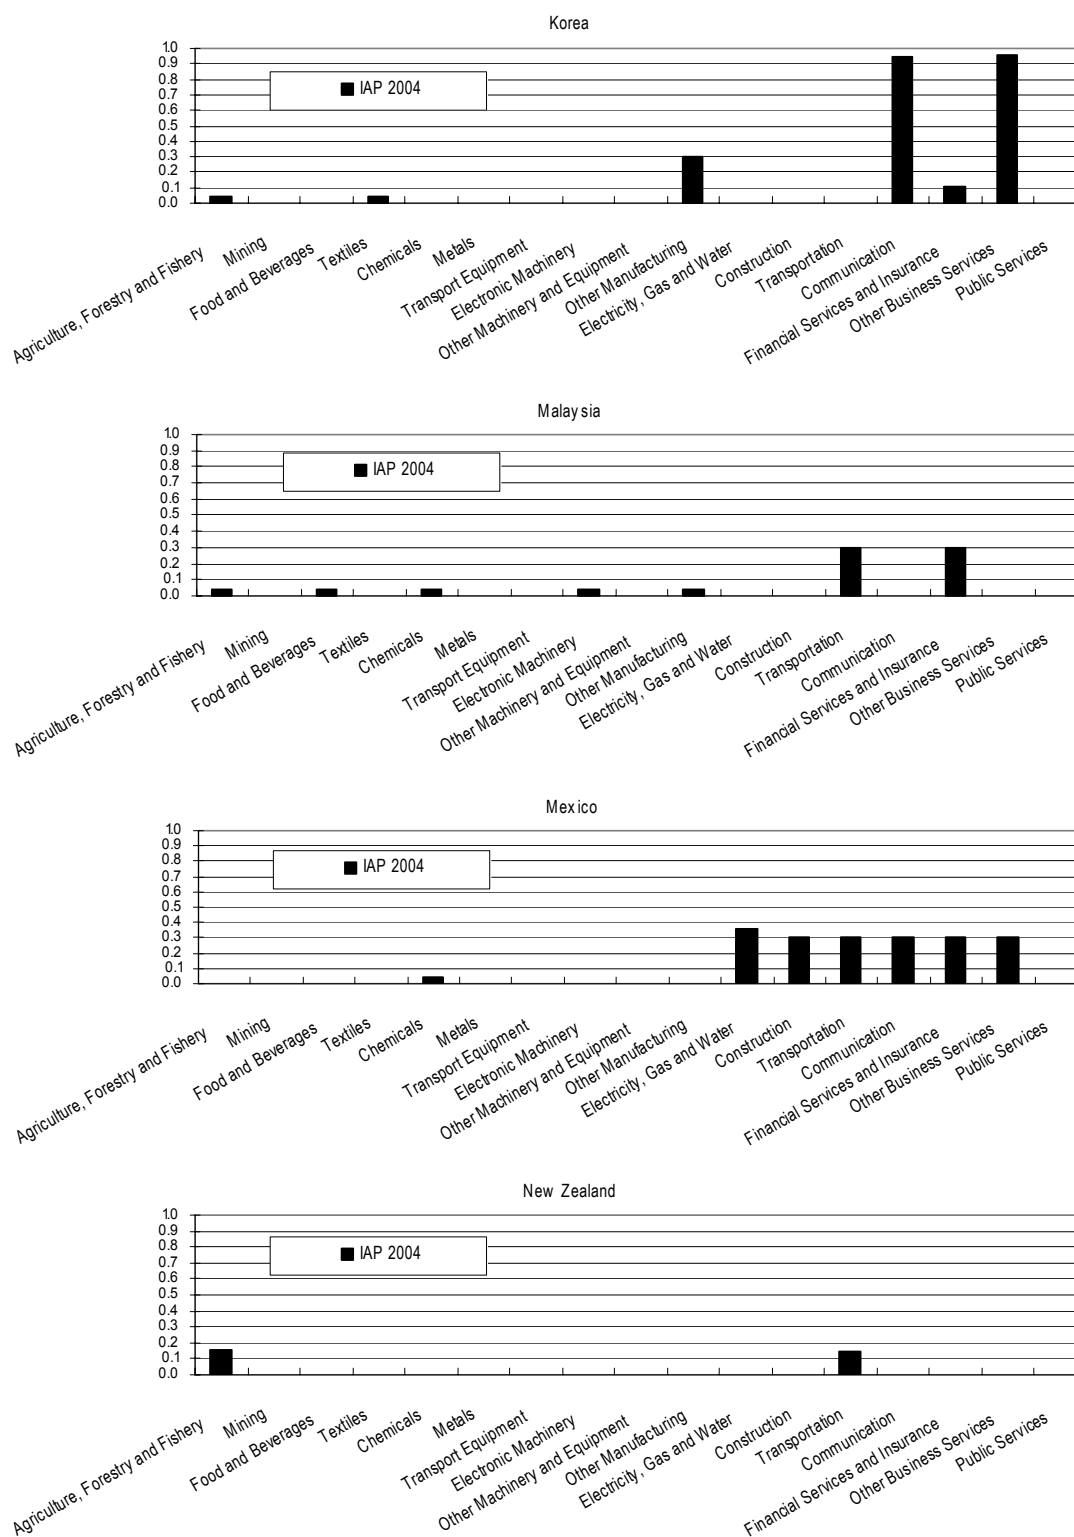 Korea
1.0
0.9
0.8
0.7
0.6
0.5
0.4
0.3
0.2
0.1
0.0
IAP 2004
Agriculture, Forestry and Fishery
Mining
Food and Beverages
Textiles
Chemicals
Metals
Transport Equipment
Electronic Machinery
Other Machinery and Equipment
Other Manufacturing
Electricity, Gas and Water
Construction
Transportation
Communication
Financial Services and Insurance
Other Business Services
Public Services
Malaysia
1.0
0.9
0.8
0.7
0.6
0.5
0.4
0.3
0.2
0.1
0.0
IAP 2004
Agriculture, Forestry and Fishery
Mining
Food and Beverages
Textiles
Chemicals
Metals
Transport Equipment
Electronic Machinery
Other Machinery and Equipment
Other Manufacturing
Electricity, Gas and Water
Construction
Transportation
Communication
Financial Services and Insurance
Other Business Services
Public Services
Mexico
1.0
0.9
0.8
0.7
0.6
0.5
0.4
0.3
0.2
0.1
0.0
IAP 2004
Agriculture, Forestry and Fishery
Mining
Food and Beverages
Textiles
Chemicals
Metals
Transport Equipment
Electronic Machinery
Other Machinery and Equipment
Other Manufacturing
Electricity, Gas and Water
Construction
Transportation
Communication
Financial Services and Insurance
Other Business Services
Public Services
New Zealand
1.0
0.9
0.8
0.7
0.6
0.5
0.4
0.3
0.2
0.1
0.0
IAP 2004
Agriculture, Forestry and Fishery
Mining
Food and Beverages
Textiles
Chemicals
Metals
Transport Equipment
Electronic Machinery
Other Machinery and Equipment
Other Manufacturing
Electricity, Gas and Water
Construction
Transportation
Communication
Financial Services and Insurance
Other Business Services
Public Services